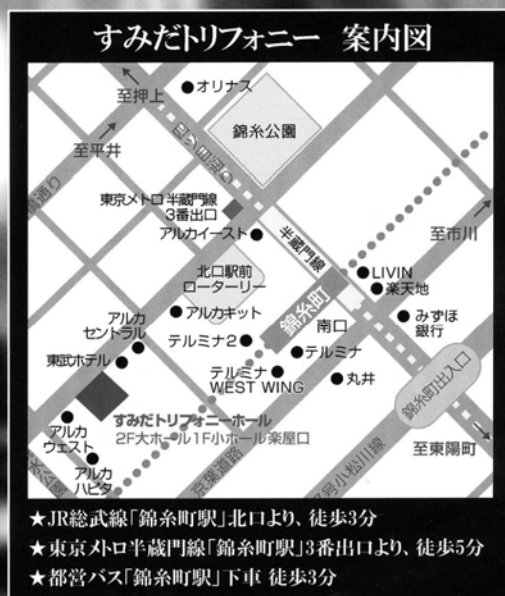 すみだトリフォニー 案内図
至押上
オリナス
錦糸公園
至平井
四ツ目通り
東京メトロ半蔵門線
3番出口
アルカイースト
半蔵門線
至市川
北口駅前
ローターリー
LIVIN
楽天地
アルカキット
錦糸町
南口
みずほ
銀行
アルカ
セントラル
テルミナ2
テルミナ
東武ホテル
テルミナ
WEST WING
丸井
錦糸町出入口
すみだトリフォニーホール
2F大ホール1F小ホール楽屋口
アルカ
ウェスト
至東陽町
アルカ
ハピタ
京葉道路
号小松川線
★JR総武線「錦糸町駅」北口より、徒歩3分
★東京メトロ半蔵門線「錦糸町駅」3番出口より、徒歩5分
★都営バス「錦糸町駅」下車 徒歩3分